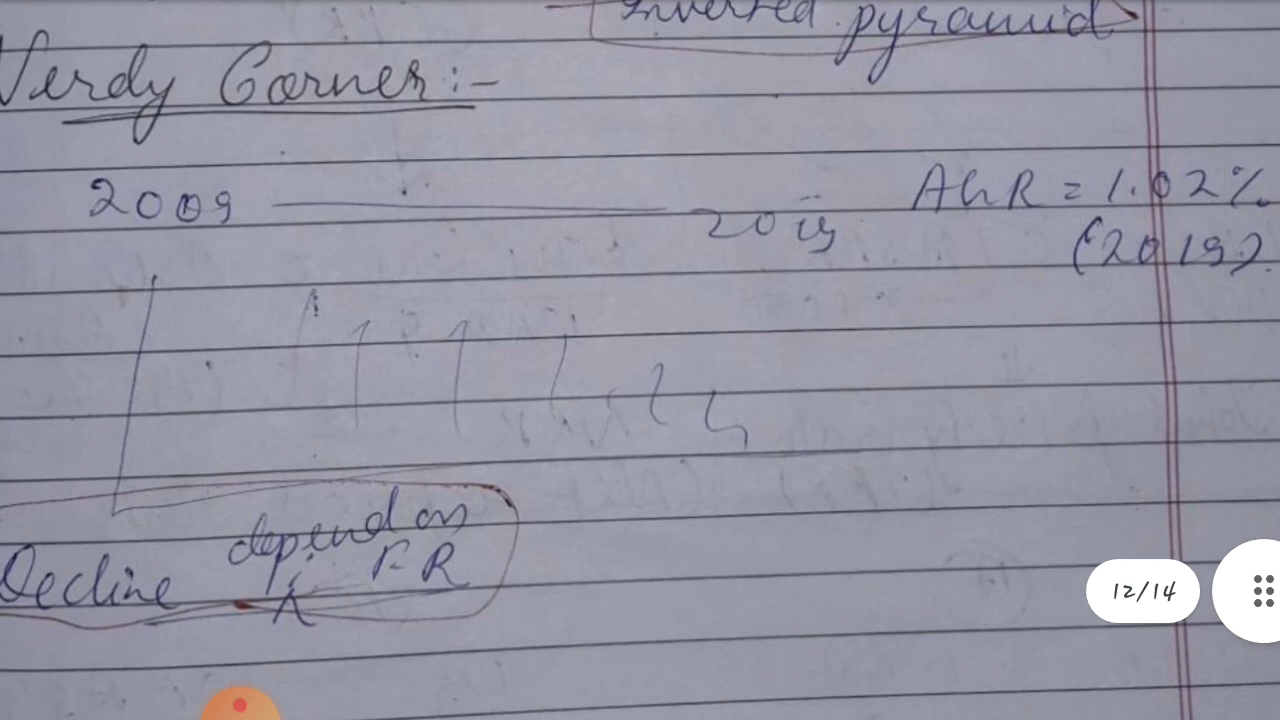 Inverted pyramid
Verdy Corner:-
2009 —— 2019
AGR = 1.02%
(2019)
Decline depend on FR
12/14